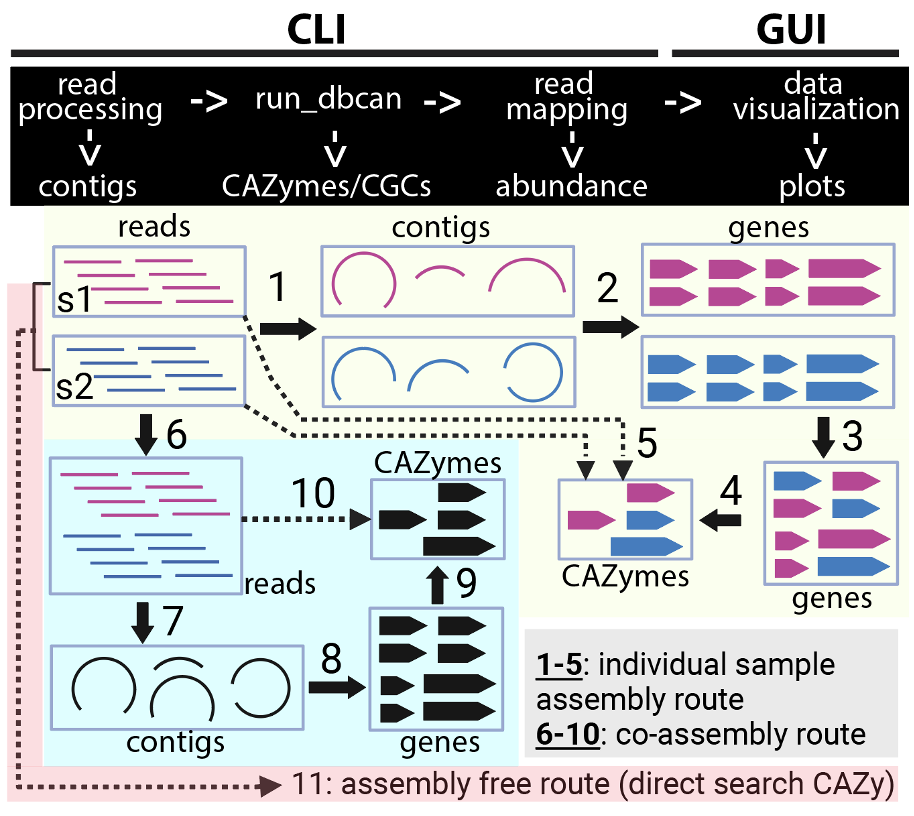 CLI
GUI
read processing -> run_dbcan -> read mapping -> data visualization
contigs
CAZymes/CGCs
abundance
plots
reads
contigs
genes
s1
1
2
s2
6
5
3
CAZymes
10
4
CAZymes
reads
9
genes
7
8
1-5: individual sample
assembly route
6-10: co-assembly route
contigs
genes
11: assembly free route (direct search CAZy)